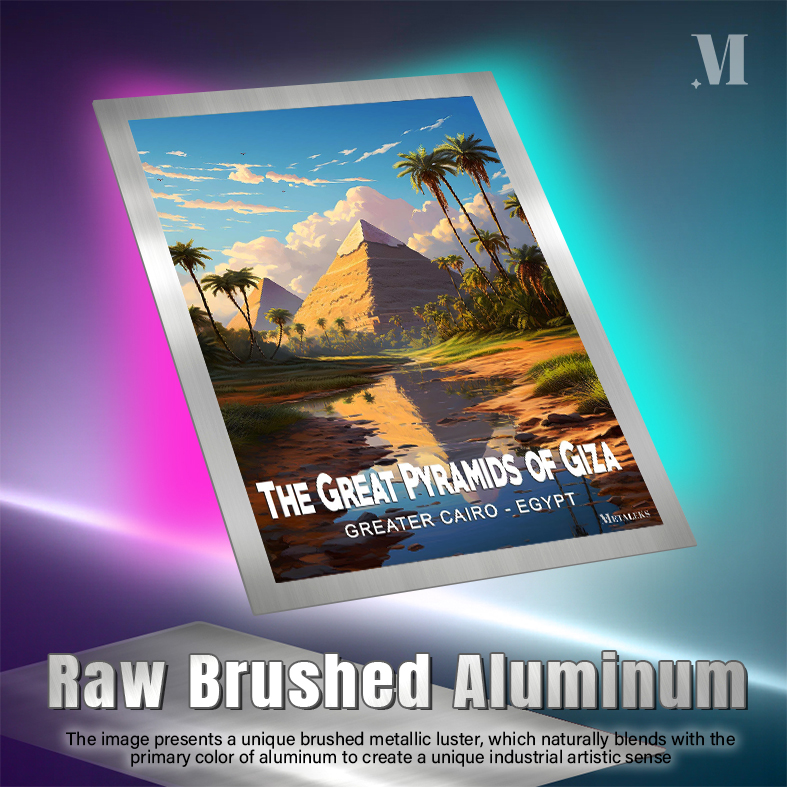 M
THE GREAT PYRAMIDS OF GIZA
GREATER CAIRO - EGYPT
METALEKS
Raw Brushed Aluminum
The image presents a unique brushed metallic luster, which naturally blends with the
primary color of aluminum to create a unique industrial artistic sense